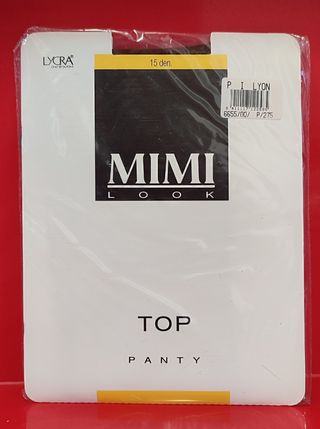 LYCRA
15 den.
P I LYON
6655/00/ P/275
MIMI
LOOK
TOP
PANTY